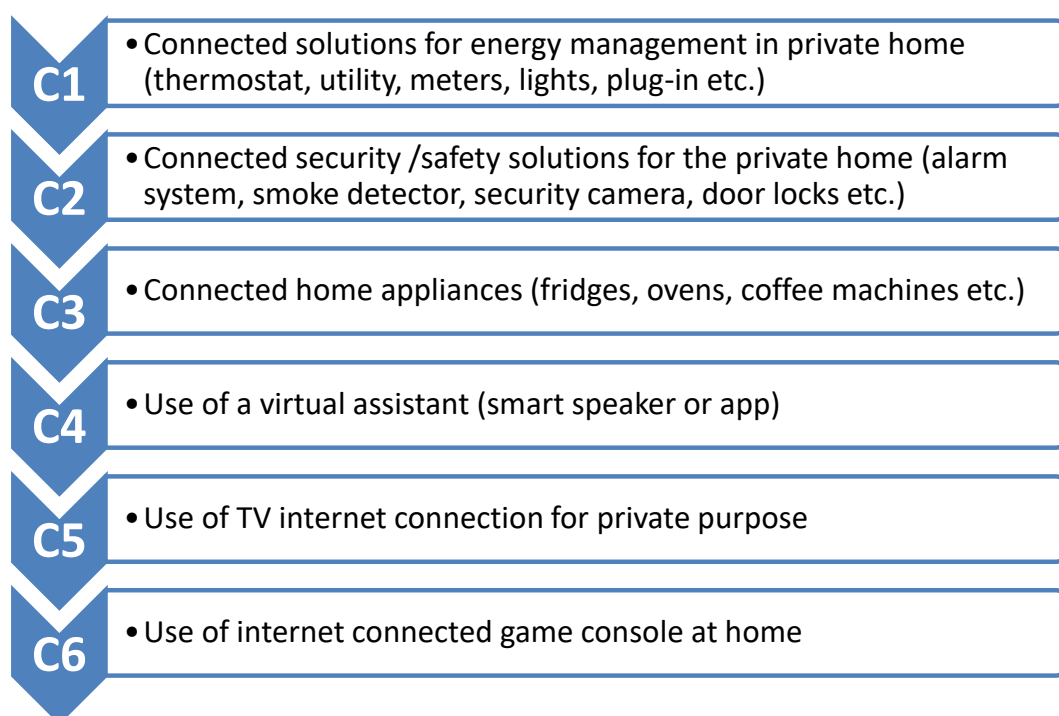 C1
• Connected solutions for energy management in private home
(thermostat, utility, meters, lights, plug-in etc.)
C2
• Connected security /safety solutions for the private home (alarm
system, smoke detector, security camera, door locks etc.)
C3
• Connected home appliances (fridges, ovens, coffee machines etc.)
C4
• Use of a virtual assistant (smart speaker or app)
C5
• Use of TV internet connection for private purpose
C6
• Use of internet connected game console at home